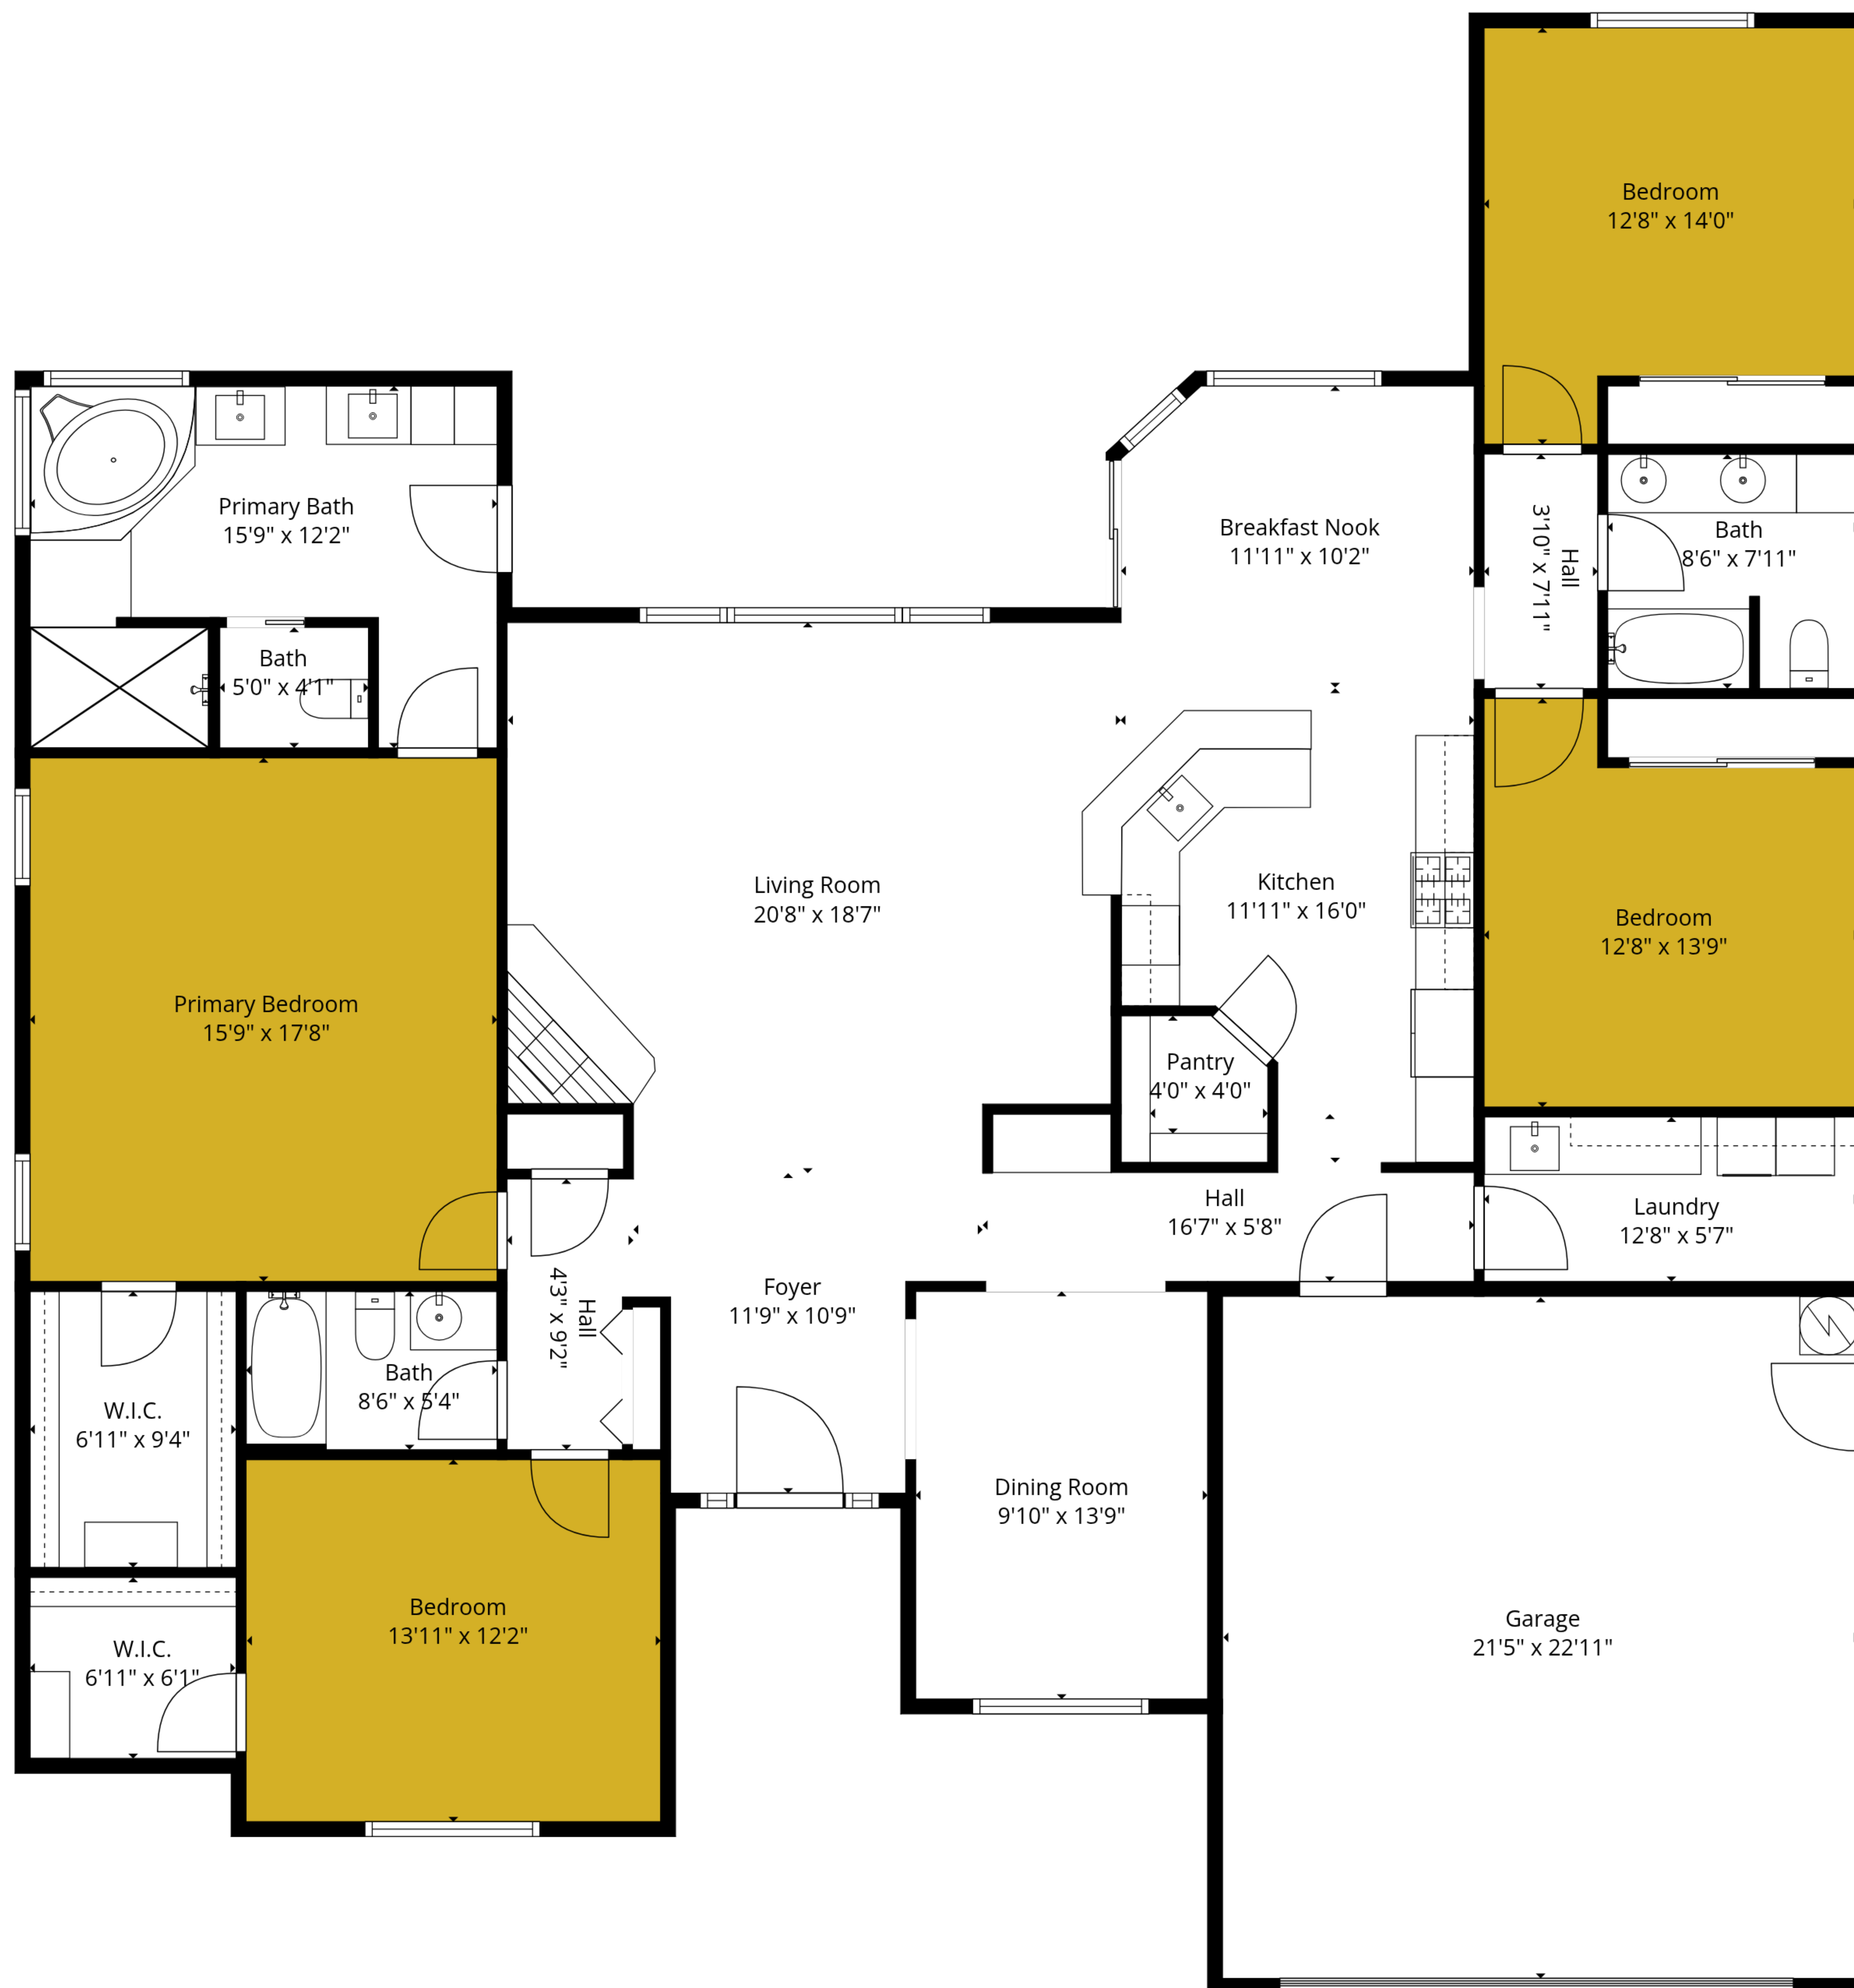 Bedroom
12'8" x 14'0"
Primary Bath
15'9" x 12'2"
Breakfast Nook
11'11" x 10'2"
Hall
3'10" x 7'11"
Bath
8'6" x 7'11"
Bath
5'0" x 4'1"
Living Room
20'8" x 18'7"
Kitchen
11'11" x 16'0"
Bedroom
12'8" x 13'9"
Primary Bedroom
15'9" x 17'8"
Pantry
4'0" x 4'0"
Hall
16'7" x 5'8"
Laundry
12'8" x 5'7"
Foyer
11'9" x 10'9"
Hall
4'3" x 9'2"
Bath
8'6" x 5'4"
W.I.C.
6'11" x 9'4"
Dining Room
9'10" x 13'9"
Bedroom
13'11" x 12'2"
Garage
21'5" x 22'11"
W.I.C.
6'11" x 6'1"